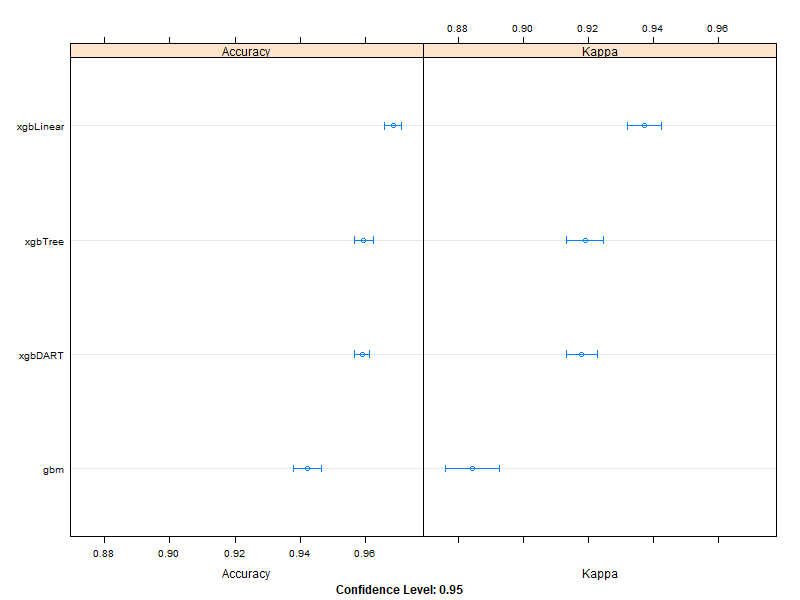 0.88 0.90 0.92 0.94 0.96
Accuracy Kappa
xgbLinear
xgbTree
xgbDART
gbm
0.88 0.90 0.92 0.94 0.96
Accuracy Kappa
Confidence Level: 0.95